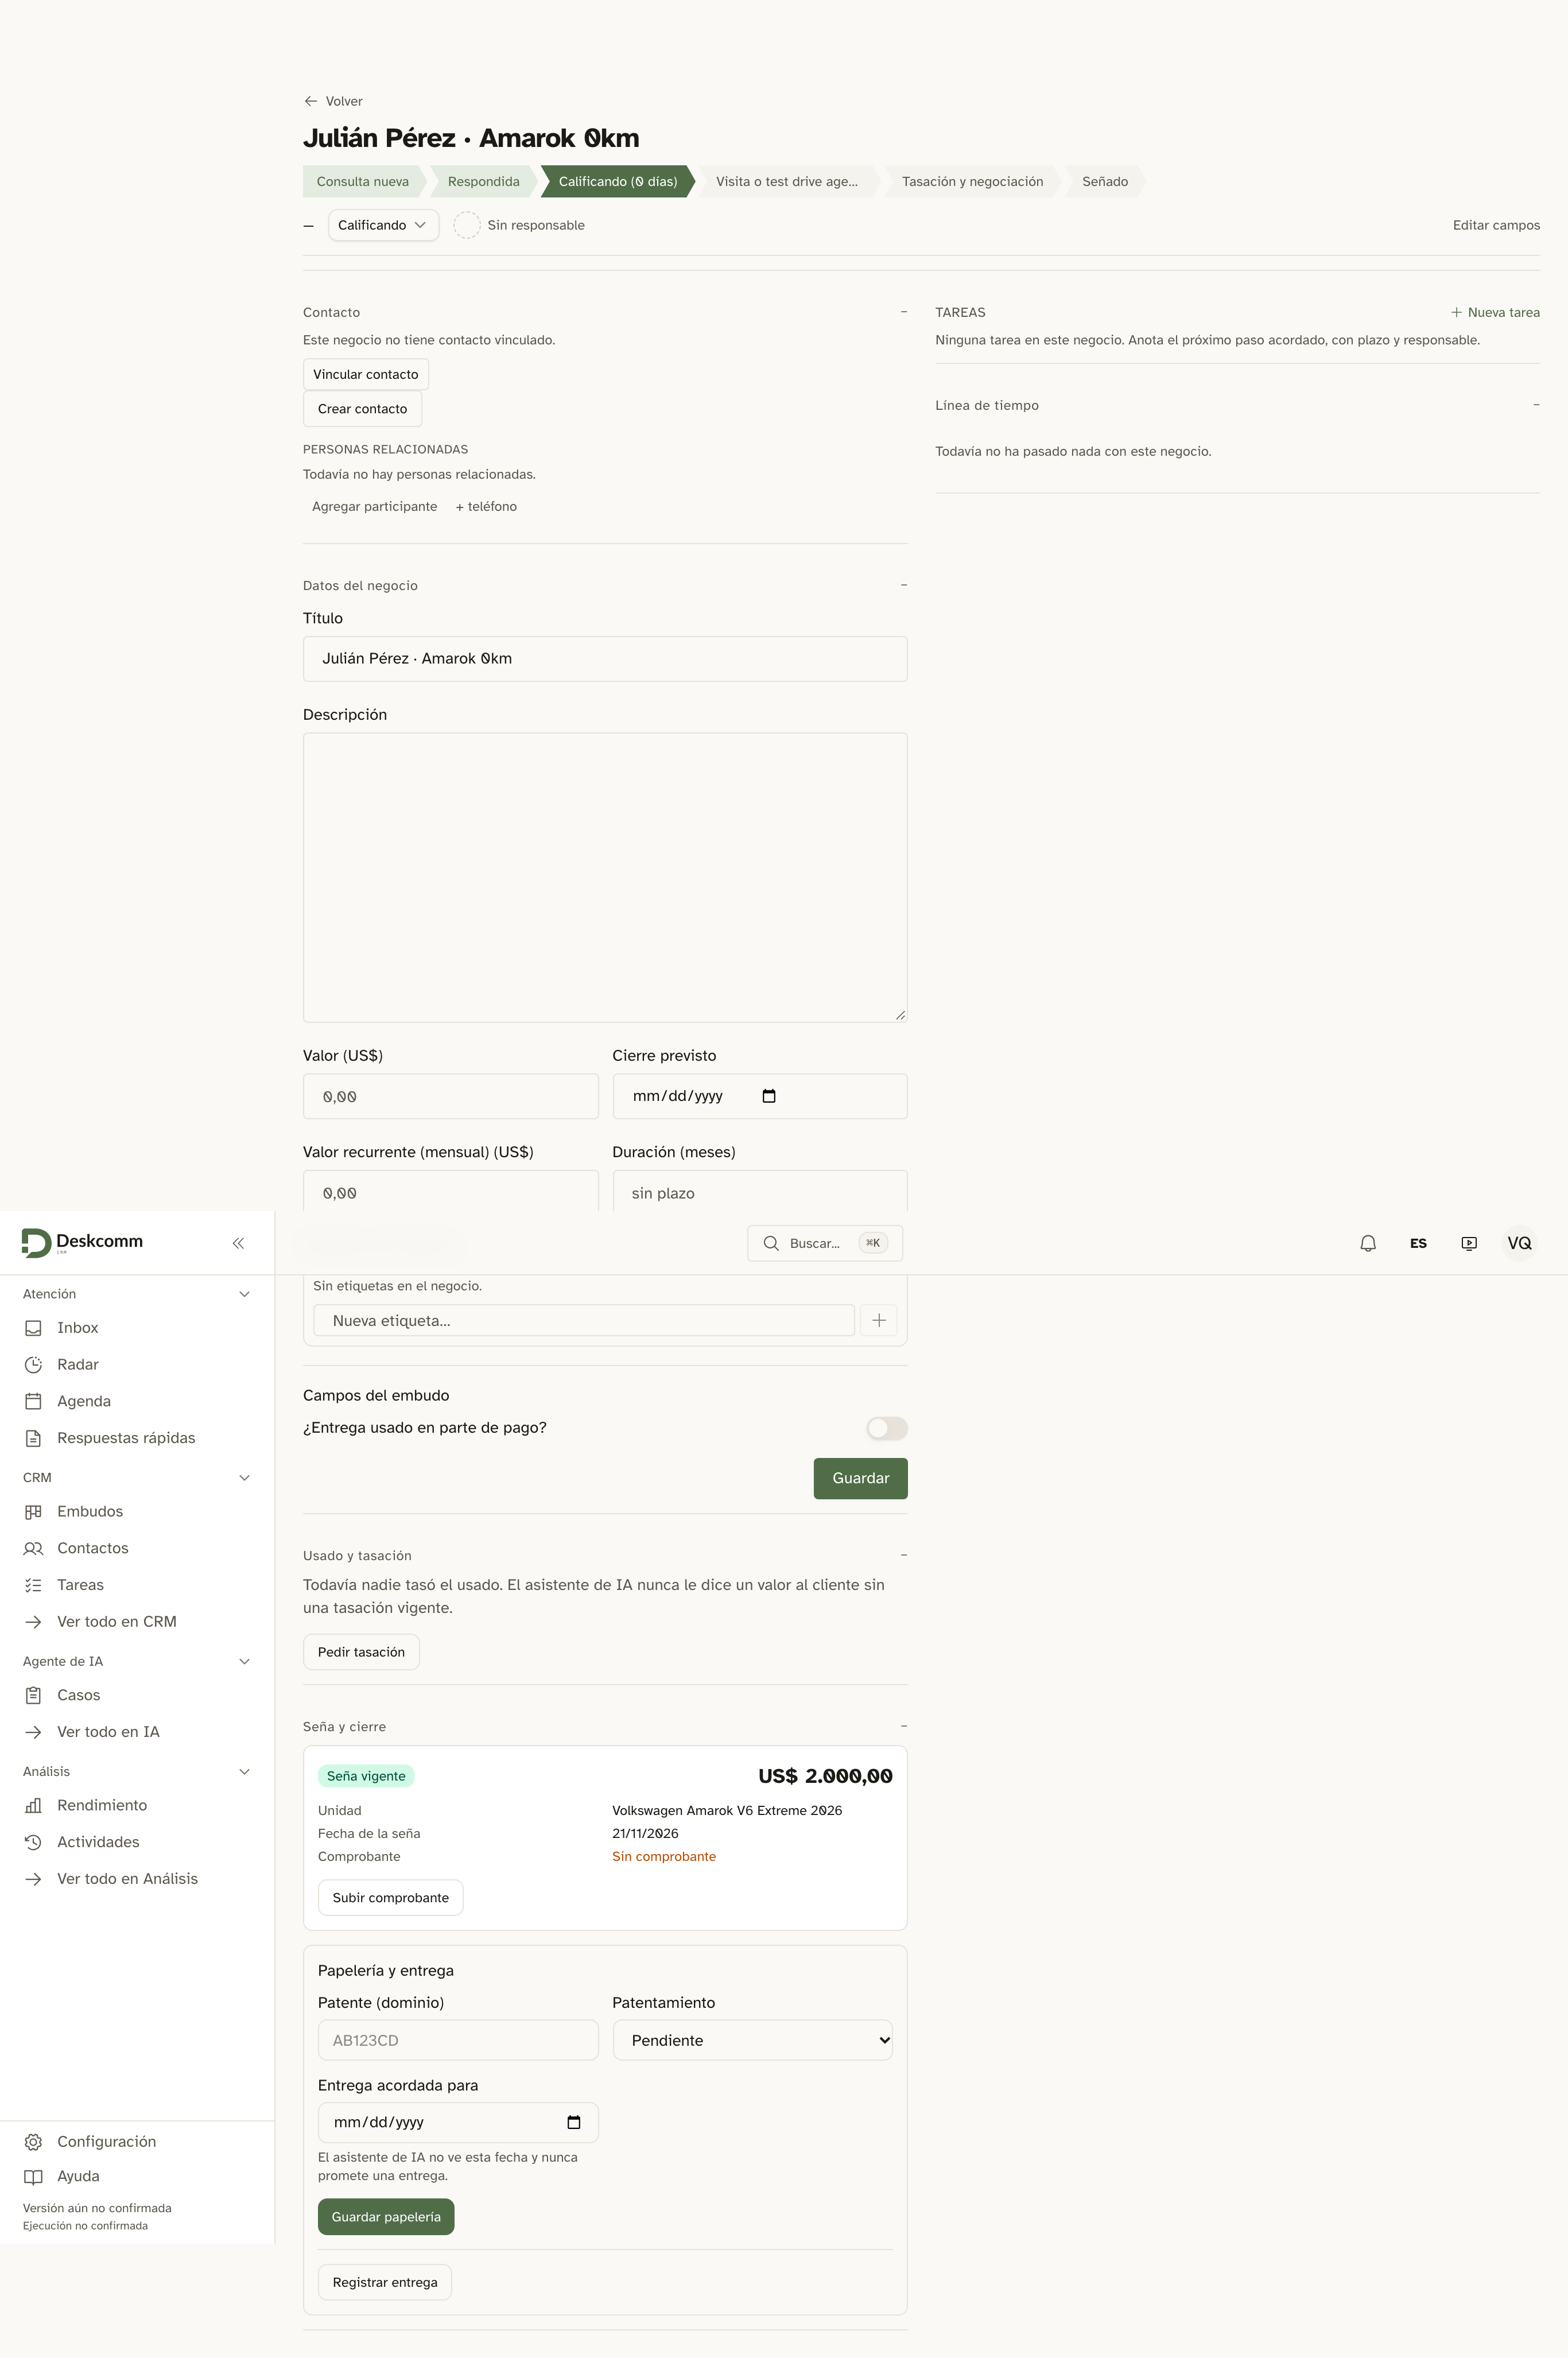 Volver
Julián Pérez · Amarok 0km
Consulta nueva
Respondida
Calificando (0 días)
Visita o test drive age...
Tasación y negociación
Señado
—
Calificando
Sin responsable
Editar campos
Contacto
Este negocio no tiene contacto vinculado.
Vincular contacto
Crear contacto
PERSONAS RELACIONADAS
Todavía no hay personas relacionadas.
Agregar participante
+ teléfono
TAREAS
Nueva tarea
Ninguna tarea en este negocio. Anota el próximo paso acordado, con plazo y responsable.
Línea de tiempo
Todavía no ha pasado nada con este negocio.
Datos del negocio
Título
Julián Pérez · Amarok 0km
Descripción
Valor (US$)
Cierre previsto
0,00
mm/dd/yyyy
Valor recurrente (mensual) (US$)
Duración (meses)
0,00
sin plazo
Deskcomm
CRM
Buscar...
⌘K
ES
VQ
Atención
Inbox
Radar
Agenda
Respuestas rápidas
CRM
Embudos
Contactos
Tareas
Ver todo en CRM
Agente de IA
Casos
Ver todo en IA
Análisis
Rendimiento
Actividades
Ver todo en Análisis
Configuración
Ayuda
Versión aún no confirmada
Ejecución no confirmada
Sin etiquetas en el negocio.
Nueva etiqueta...
Campos del embudo
¿Entrega usado en parte de pago?
Guardar
Usado y tasación
Todavía nadie tasó el usado. El asistente de IA nunca le dice un valor al cliente sin
una tasación vigente.
Pedir tasación
Seña y cierre
Seña vigente
US$ 2.000,00
Unidad
Volkswagen Amarok V6 Extreme 2026
Fecha de la seña
21/11/2026
Comprobante
Sin comprobante
Subir comprobante
Papelería y entrega
Patente (dominio)
Patentamiento
AB123CD
Pendiente
Entrega acordada para
mm/dd/yyyy
El asistente de IA no ve esta fecha y nunca
promete una entrega.
Guardar papelería
Registrar entrega